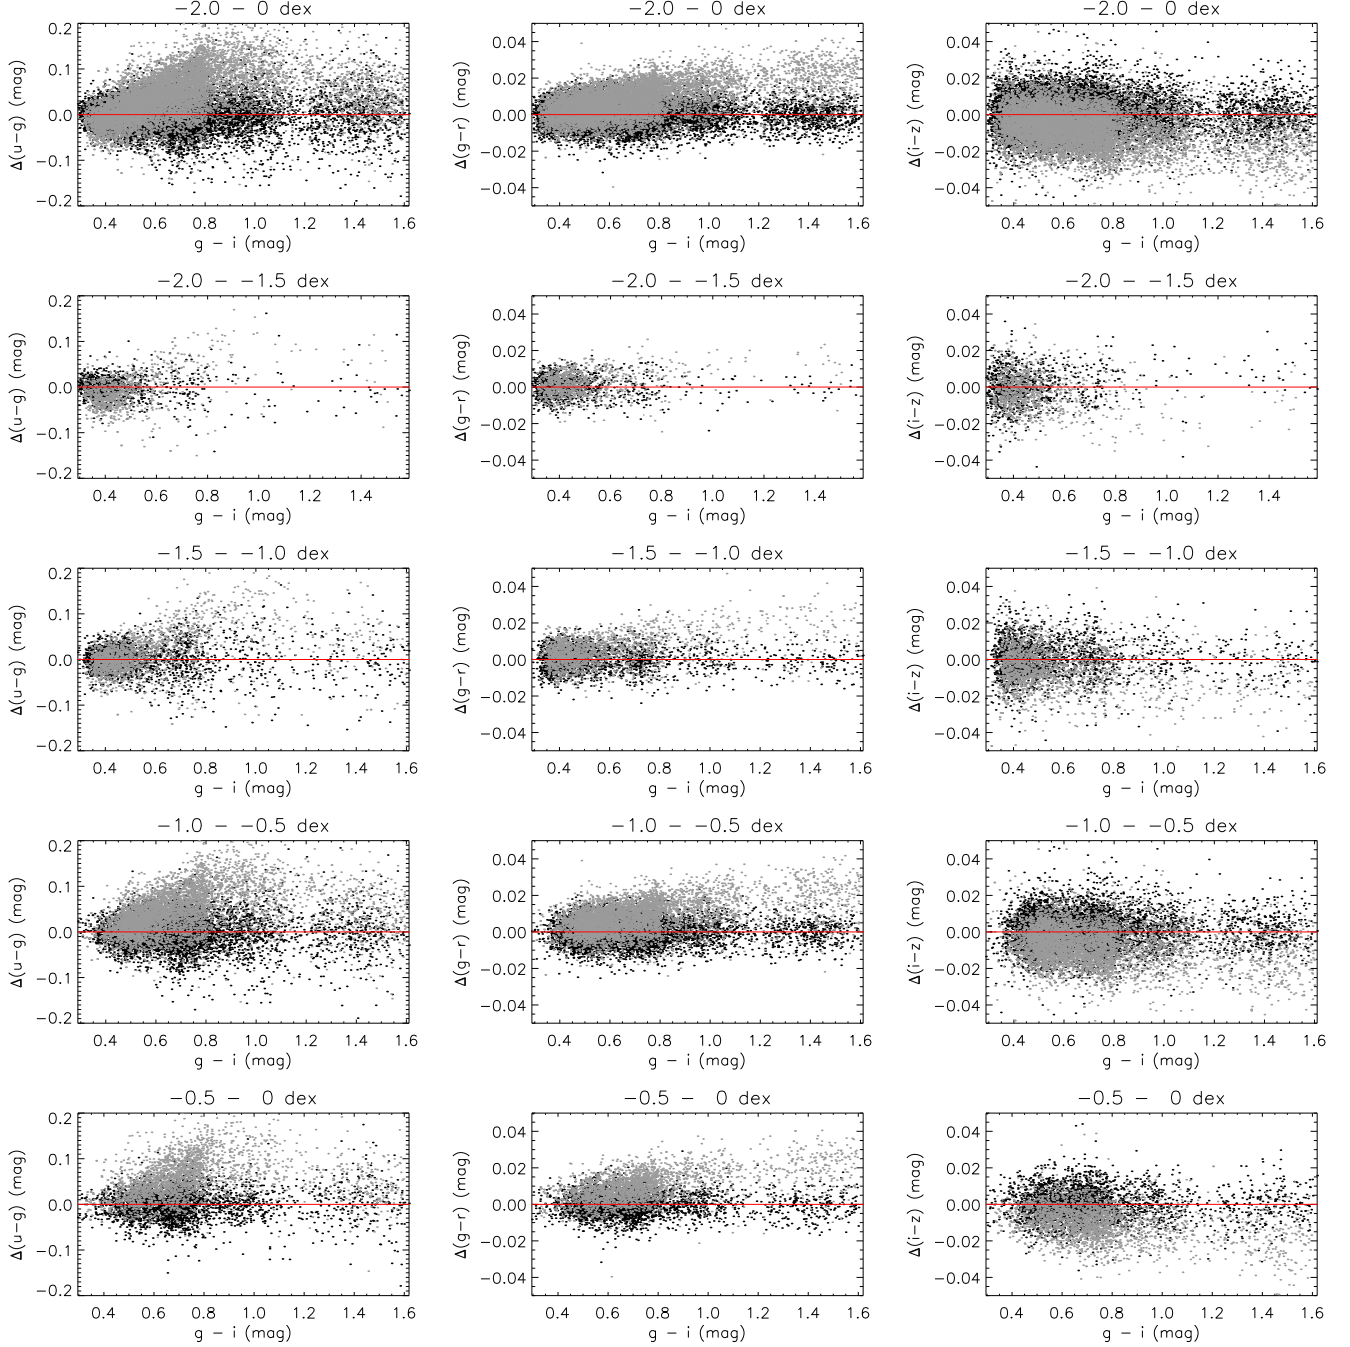 −2.0 − 0 dex
−2.0 − 0 dex
−2.0 − 0 dex
Δ(u−g) (mag)
0.2
0.1
0.0
−0.1
−0.2
0.4 0.6 0.8 1.0 1.2 1.4 1.6
g − i (mag)
Δ(g−r) (mag)
0.04
0.02
0.00
−0.02
−0.04
0.4 0.6 0.8 1.0 1.2 1.4 1.6
g − i (mag)
Δ(i−z) (mag)
0.04
0.02
0.00
−0.02
−0.04
0.4 0.6 0.8 1.0 1.2 1.4 1.6
g − i (mag)
−2.0 − −1.5 dex
−2.0 − −1.5 dex
−2.0 − −1.5 dex
Δ(u−g) (mag)
0.2
0.1
0.0
−0.1
−0.2
0.4 0.6 0.8 1.0 1.2 1.4
g − i (mag)
Δ(g−r) (mag)
0.04
0.02
0.00
−0.02
−0.04
0.4 0.6 0.8 1.0 1.2 1.4
g − i (mag)
Δ(i−z) (mag)
0.04
0.02
0.00
−0.02
−0.04
0.4 0.6 0.8 1.0 1.2 1.4
g − i (mag)
−1.5 − −1.0 dex
−1.5 − −1.0 dex
−1.5 − −1.0 dex
Δ(u−g) (mag)
0.2
0.1
0.0
−0.1
−0.2
0.4 0.6 0.8 1.0 1.2 1.4 1.6
g − i (mag)
Δ(g−r) (mag)
0.04
0.02
0.00
−0.02
−0.04
0.4 0.6 0.8 1.0 1.2 1.4 1.6
g − i (mag)
Δ(i−z) (mag)
0.04
0.02
0.00
−0.02
−0.04
0.4 0.6 0.8 1.0 1.2 1.4 1.6
g − i (mag)
−1.0 − −0.5 dex
−1.0 − −0.5 dex
−1.0 − −0.5 dex
Δ(u−g) (mag)
0.2
0.1
0.0
−0.1
−0.2
0.4 0.6 0.8 1.0 1.2 1.4 1.6
g − i (mag)
Δ(g−r) (mag)
0.04
0.02
0.00
−0.02
−0.04
0.4 0.6 0.8 1.0 1.2 1.4 1.6
g − i (mag)
Δ(i−z) (mag)
0.04
0.02
0.00
−0.02
−0.04
0.4 0.6 0.8 1.0 1.2 1.4 1.6
g − i (mag)
−0.5 − 0 dex
−0.5 − 0 dex
−0.5 − 0 dex
Δ(u−g) (mag)
0.2
0.1
0.0
−0.1
−0.2
0.4 0.6 0.8 1.0 1.2 1.4 1.6
g − i (mag)
Δ(g−r) (mag)
0.04
0.02
0.00
−0.02
−0.04
0.4 0.6 0.8 1.0 1.2 1.4 1.6
g − i (mag)
Δ(i−z) (mag)
0.04
0.02
0.00
−0.02
−0.04
0.4 0.6 0.8 1.0 1.2 1.4 1.6
g − i (mag)